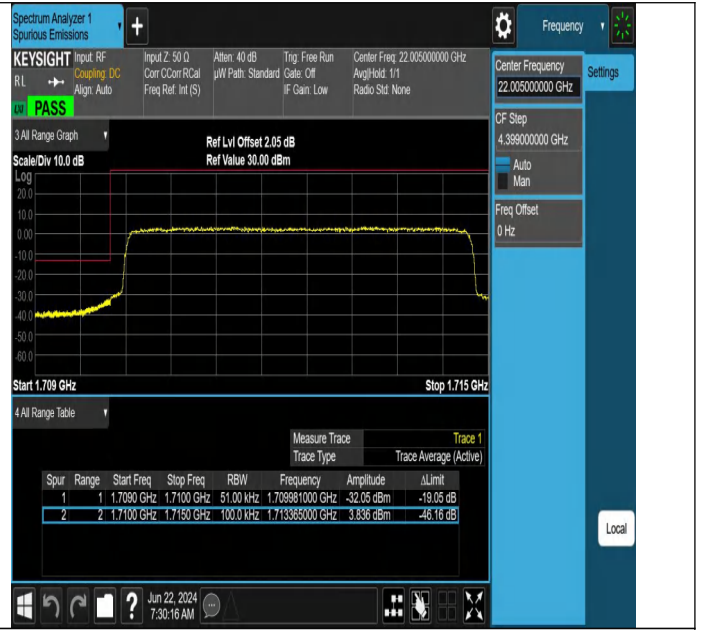 Spectrum Analyzer 1
Spurious Emissions
+
Frequency
KEYSIGHT
RL
LXI
PASS
Input: RF
Coupling: DC
Align: Auto
Input Z: 50 Ω
Corr CCorr RCal
Freq Ref: Int (S)
Atten: 40 dB
µW Path: Standard
Trig: Free Run
Gate: Off
IF Gain: Low
Center Freq: 22.005000000 GHz
Avg|Hold: 1/1
Radio Std: None
Center Frequency
22.005000000 GHz
Settings
CF Step
4.399000000 GHz
Auto
Man
Freq Offset
0 Hz
3 All Range Graph
Scale/Div 10.0 dB
Ref Lvl Offset 2.05 dB
Ref Value 30.00 dBm
Log
20.0
10.0
0.00
-10.0
-20.0
-30.0
-40.0
-50.0
-60.0
Start 1.709 GHz
Stop 1.715 GHz
4 All Range Table
Measure Trace Trace 1
Trace Type Trace Average (Active)
Spur Range Start Freq Stop Freq RBW Frequency Amplitude ΔLimit
1 1 1.7090 GHz 1.7100 GHz 51.00 kHz 1.709981000 GHz -32.05 dBm -19.05 dB
2 2 1.7100 GHz 1.7150 GHz 100.0 kHz 1.713365000 GHz 3.836 dBm -46.16 dB
Local
?
Jun 22, 2024
7:30:16 AM